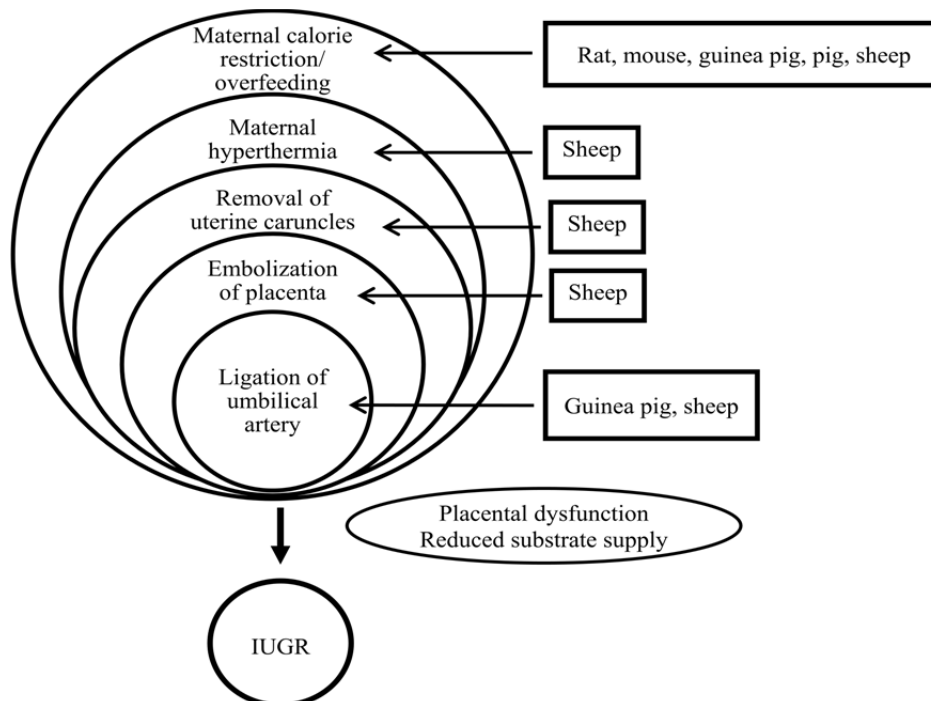 Maternal calorie
restriction/
overfeeding
Rat, mouse, guinea pig, pig, sheep
Maternal
hyperthermia
Sheep
Removal of
uterine caruncles
Sheep
Embolization
of placenta
Sheep
Ligation of
umbilical
artery
Guinea pig, sheep
Placental dysfunction
Reduced substrate supply
IUGR